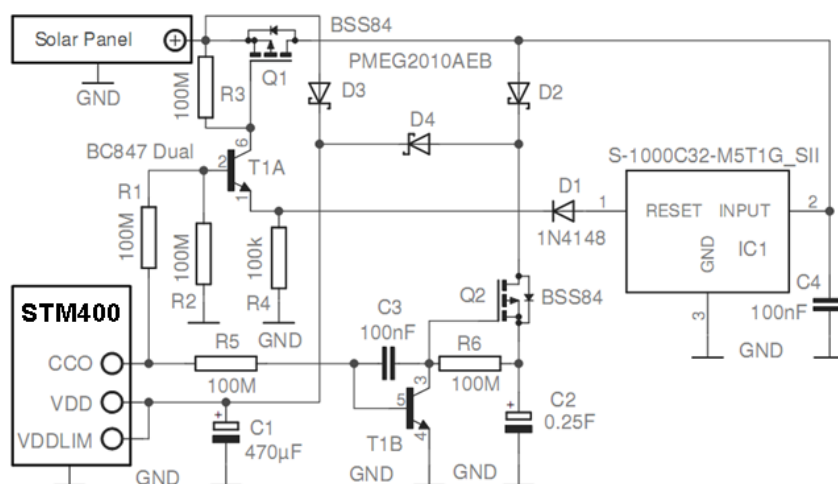 Solar Panel
BSS84
GND
100M
R3
Q1
PMEG2010AEB
D3
D2
D4
BC847 Dual
6
2
T1A
1
S-1000C32-M5T1G_SII
R1
100M
100M
R2
100k
R4
GND
D1
1N4148
1
RESET
INPUT
2
GND
IC1
3
C4
100nF
GND
STM400
CCO
VDD
VDDLIM
GND
R5
100M
C3
100nF
Q2
BSS84
R6
100M
3
5
4
T1B
C1
470µF
+
GND
GND
C2
0.25F
+